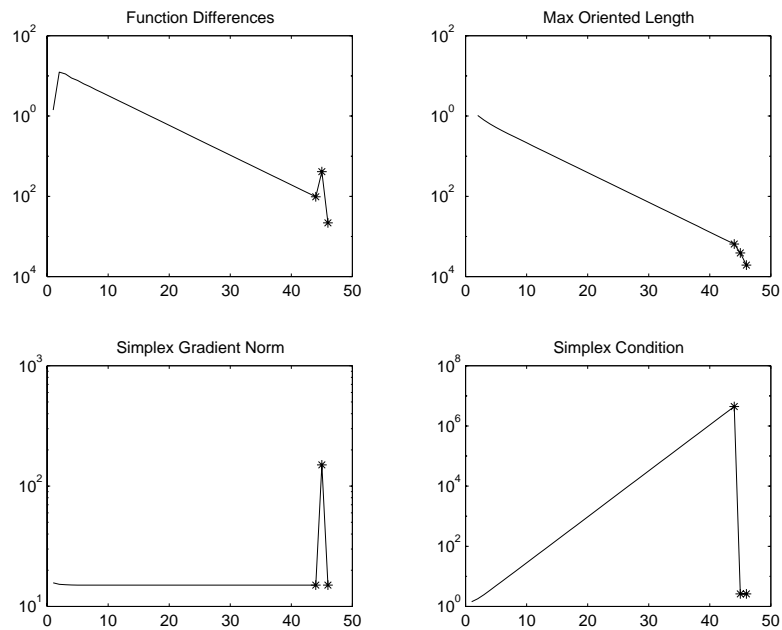 Function Differences
10^2
10^0
10^2
10^4
0 10 20 30 40 50
Max Oriented Length
10^2
10^0
10^2
10^4
0 10 20 30 40 50
Simplex Gradient Norm
10^3
10^2
10^1
0 10 20 30 40 50
Simplex Condition
10^8
10^6
10^4
10^2
10^0
0 10 20 30 40 50